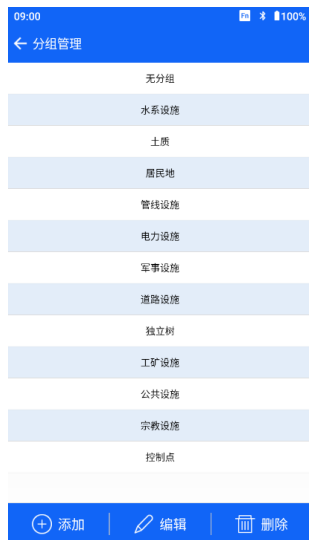 09:00 Fn 100%
分组管理
无分组
水系设施
土质
居民地
管线设施
电力设施
军事设施
道路设施
独立树
工矿设施
公共设施
宗教设施
控制点
添加 编辑 删除